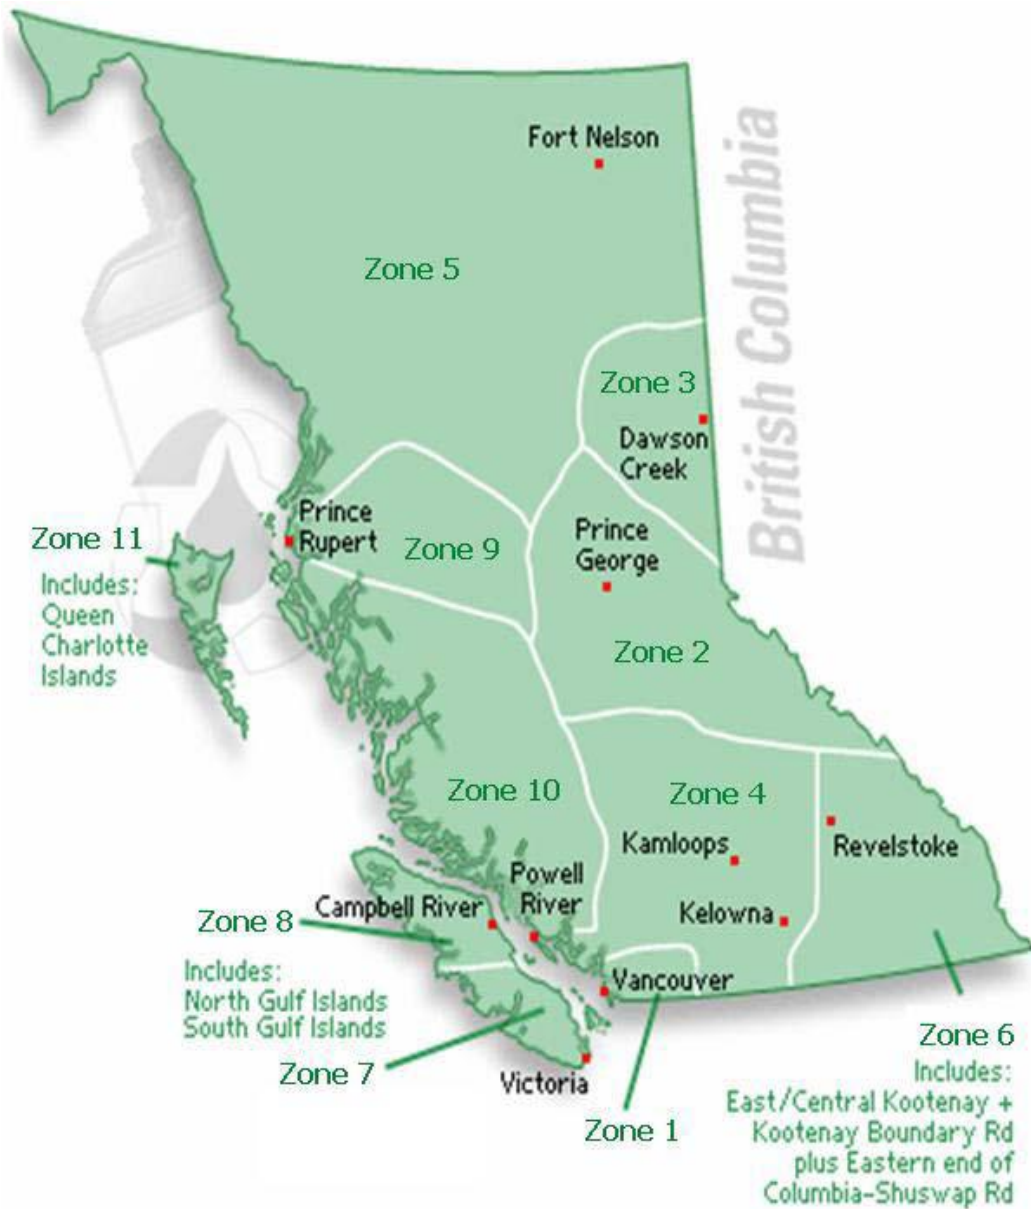 Fort Nelson
British Columbia
Zone 5
Zone 3
Dawson
Creek
Prince
Rupert
Zone 9
Prince
George
Zone 11
Includes:
Queen
Charlotte
Islands
Zone 2
Zone 10
Zone 4
Kamloops
Revelstoke
Powell
River
Campbell River
Kelowna
Zone 8
Includes:
North Gulf Islands
South Gulf Islands
Vancouver
Zone 7
Victoria
Zone 1
Zone 6
Includes:
East/Central Kootenay +
Kootenay Boundary Rd
plus Eastern end of
Columbia-Shuswap Rd